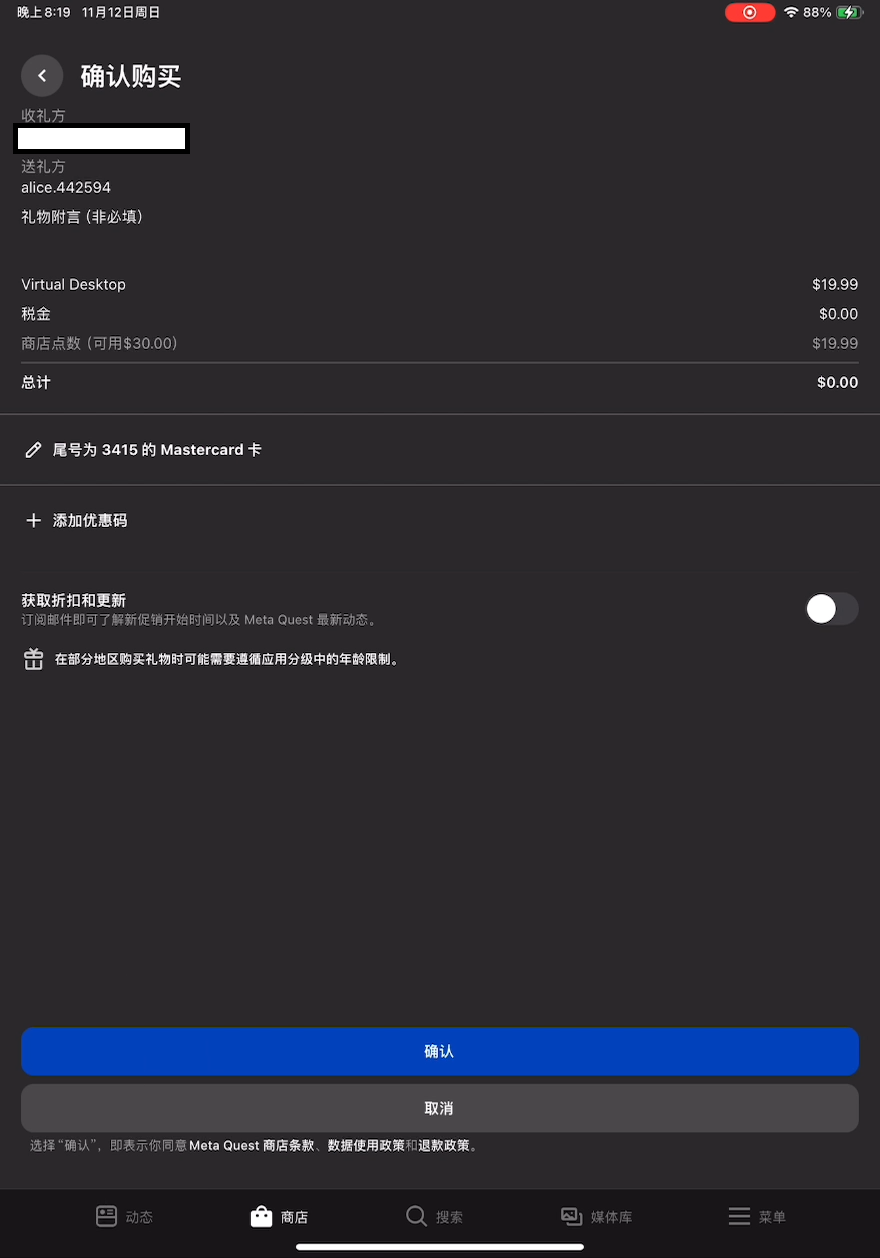 晚上8:19 11月12日周日
88%
确认购买
收礼方
送礼方
alice.442594
礼物附言 (非必填)
Virtual Desktop $19.99
税金 $0.00
商店点数 (可用$30.00) $19.99
总计 $0.00
尾号为 3415 的 Mastercard 卡
添加优惠码
获取折扣和更新
订阅邮件即可了解新促销开始时间以及 Meta Quest 最新动态。
在部分地区购买礼物时可能需要遵循应用分级中的年龄限制。
确认
取消
选择“确认”，即表示你同意 Meta Quest 商店条款、数据使用政策和退款政策。
动态 商店 搜索 媒体库 菜单